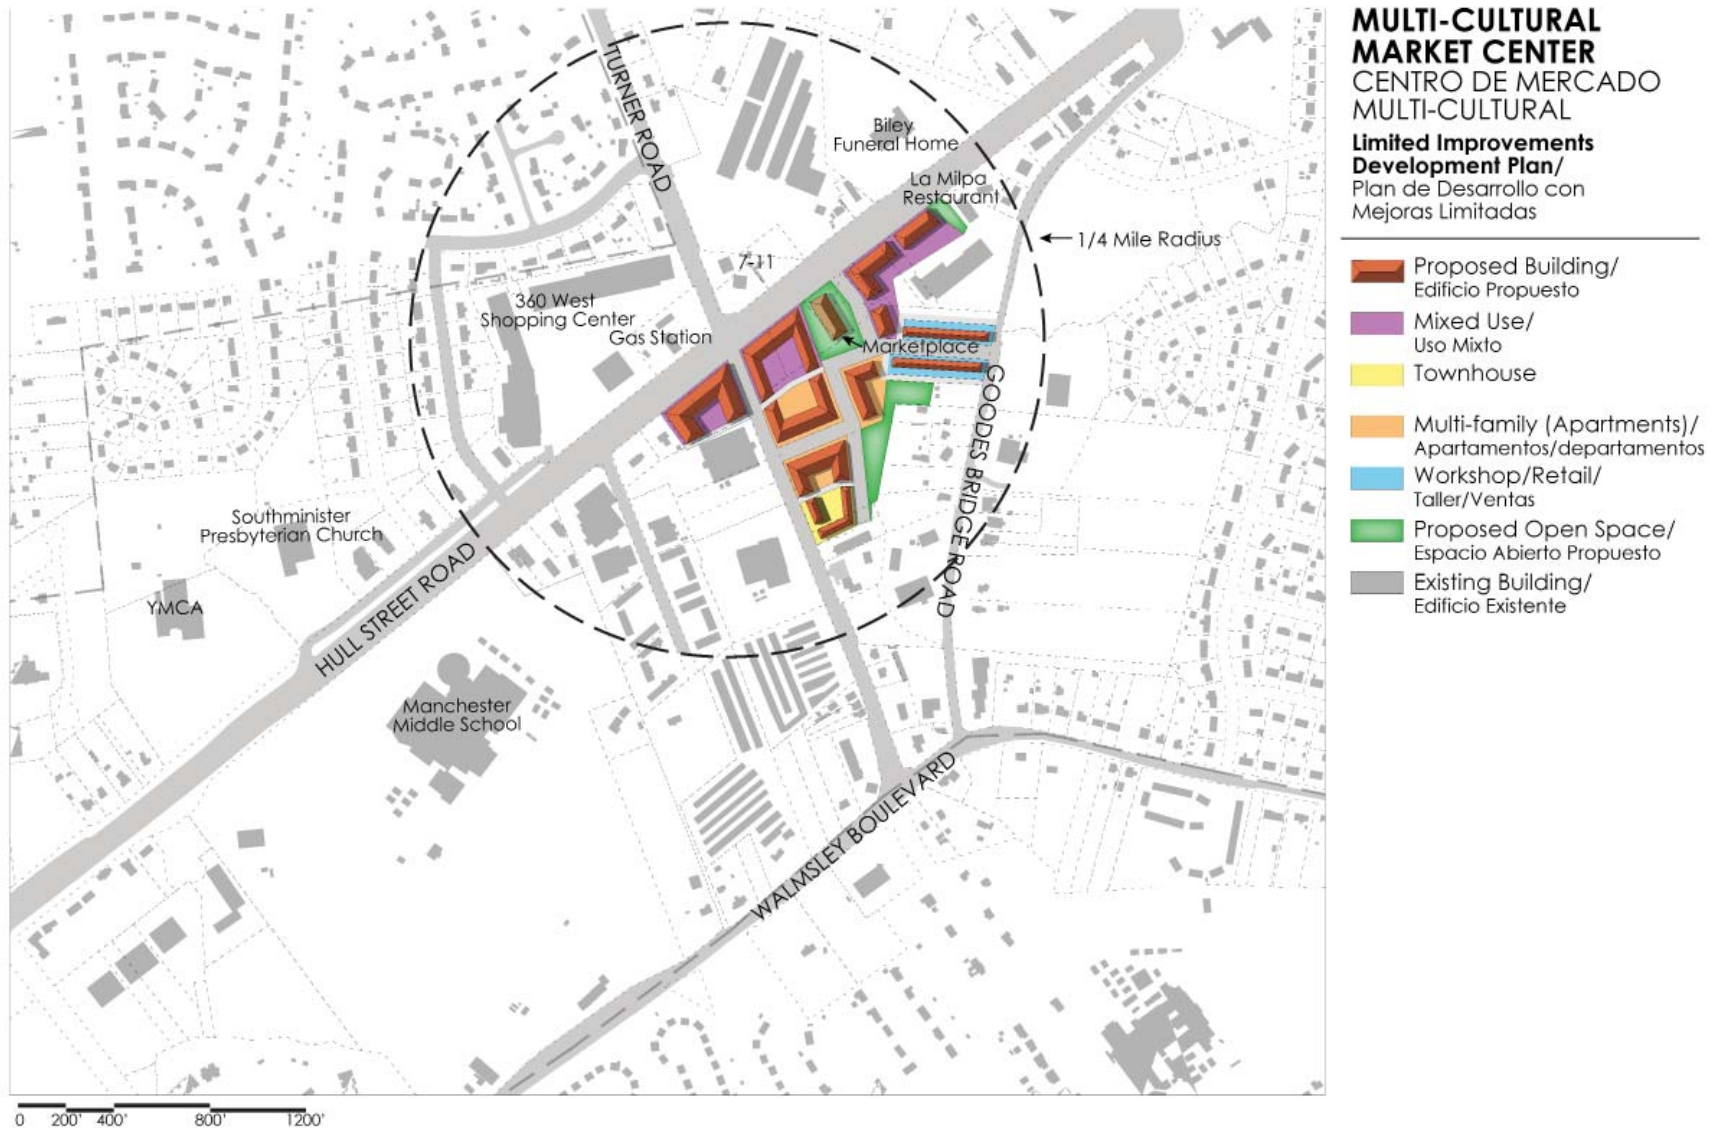 MULTI-CULTURAL
MARKET CENTER
CENTRO DE MERCADO
MULTI-CULTURAL
Limited Improvements
Development Plan/
Plan de Desarrollo con
Mejoras Limitadas
Proposed Building/
Edificio Propuesto
Mixed Use/
Uso Mixto
Townhouse
Multi-family (Apartments)/
Apartamentos/departamentos
Workshop/Retail/
Taller/Ventas
Proposed Open Space/
Espacio Abierto Propuesto
Existing Building/
Edificio Existente
TURNER ROAD
Biley
Funeral Home
La Milpa
Restaurant
1/4 Mile Radius
7-11
360 West
Shopping Center
Gas Station
Marketplace
GOODES BRIDGE ROAD
Southminister
Presbyterian Church
YMCA
HULL STREET ROAD
Manchester
Middle School
WALMSLEY BOULEVARD
0 200' 400' 800' 1200'